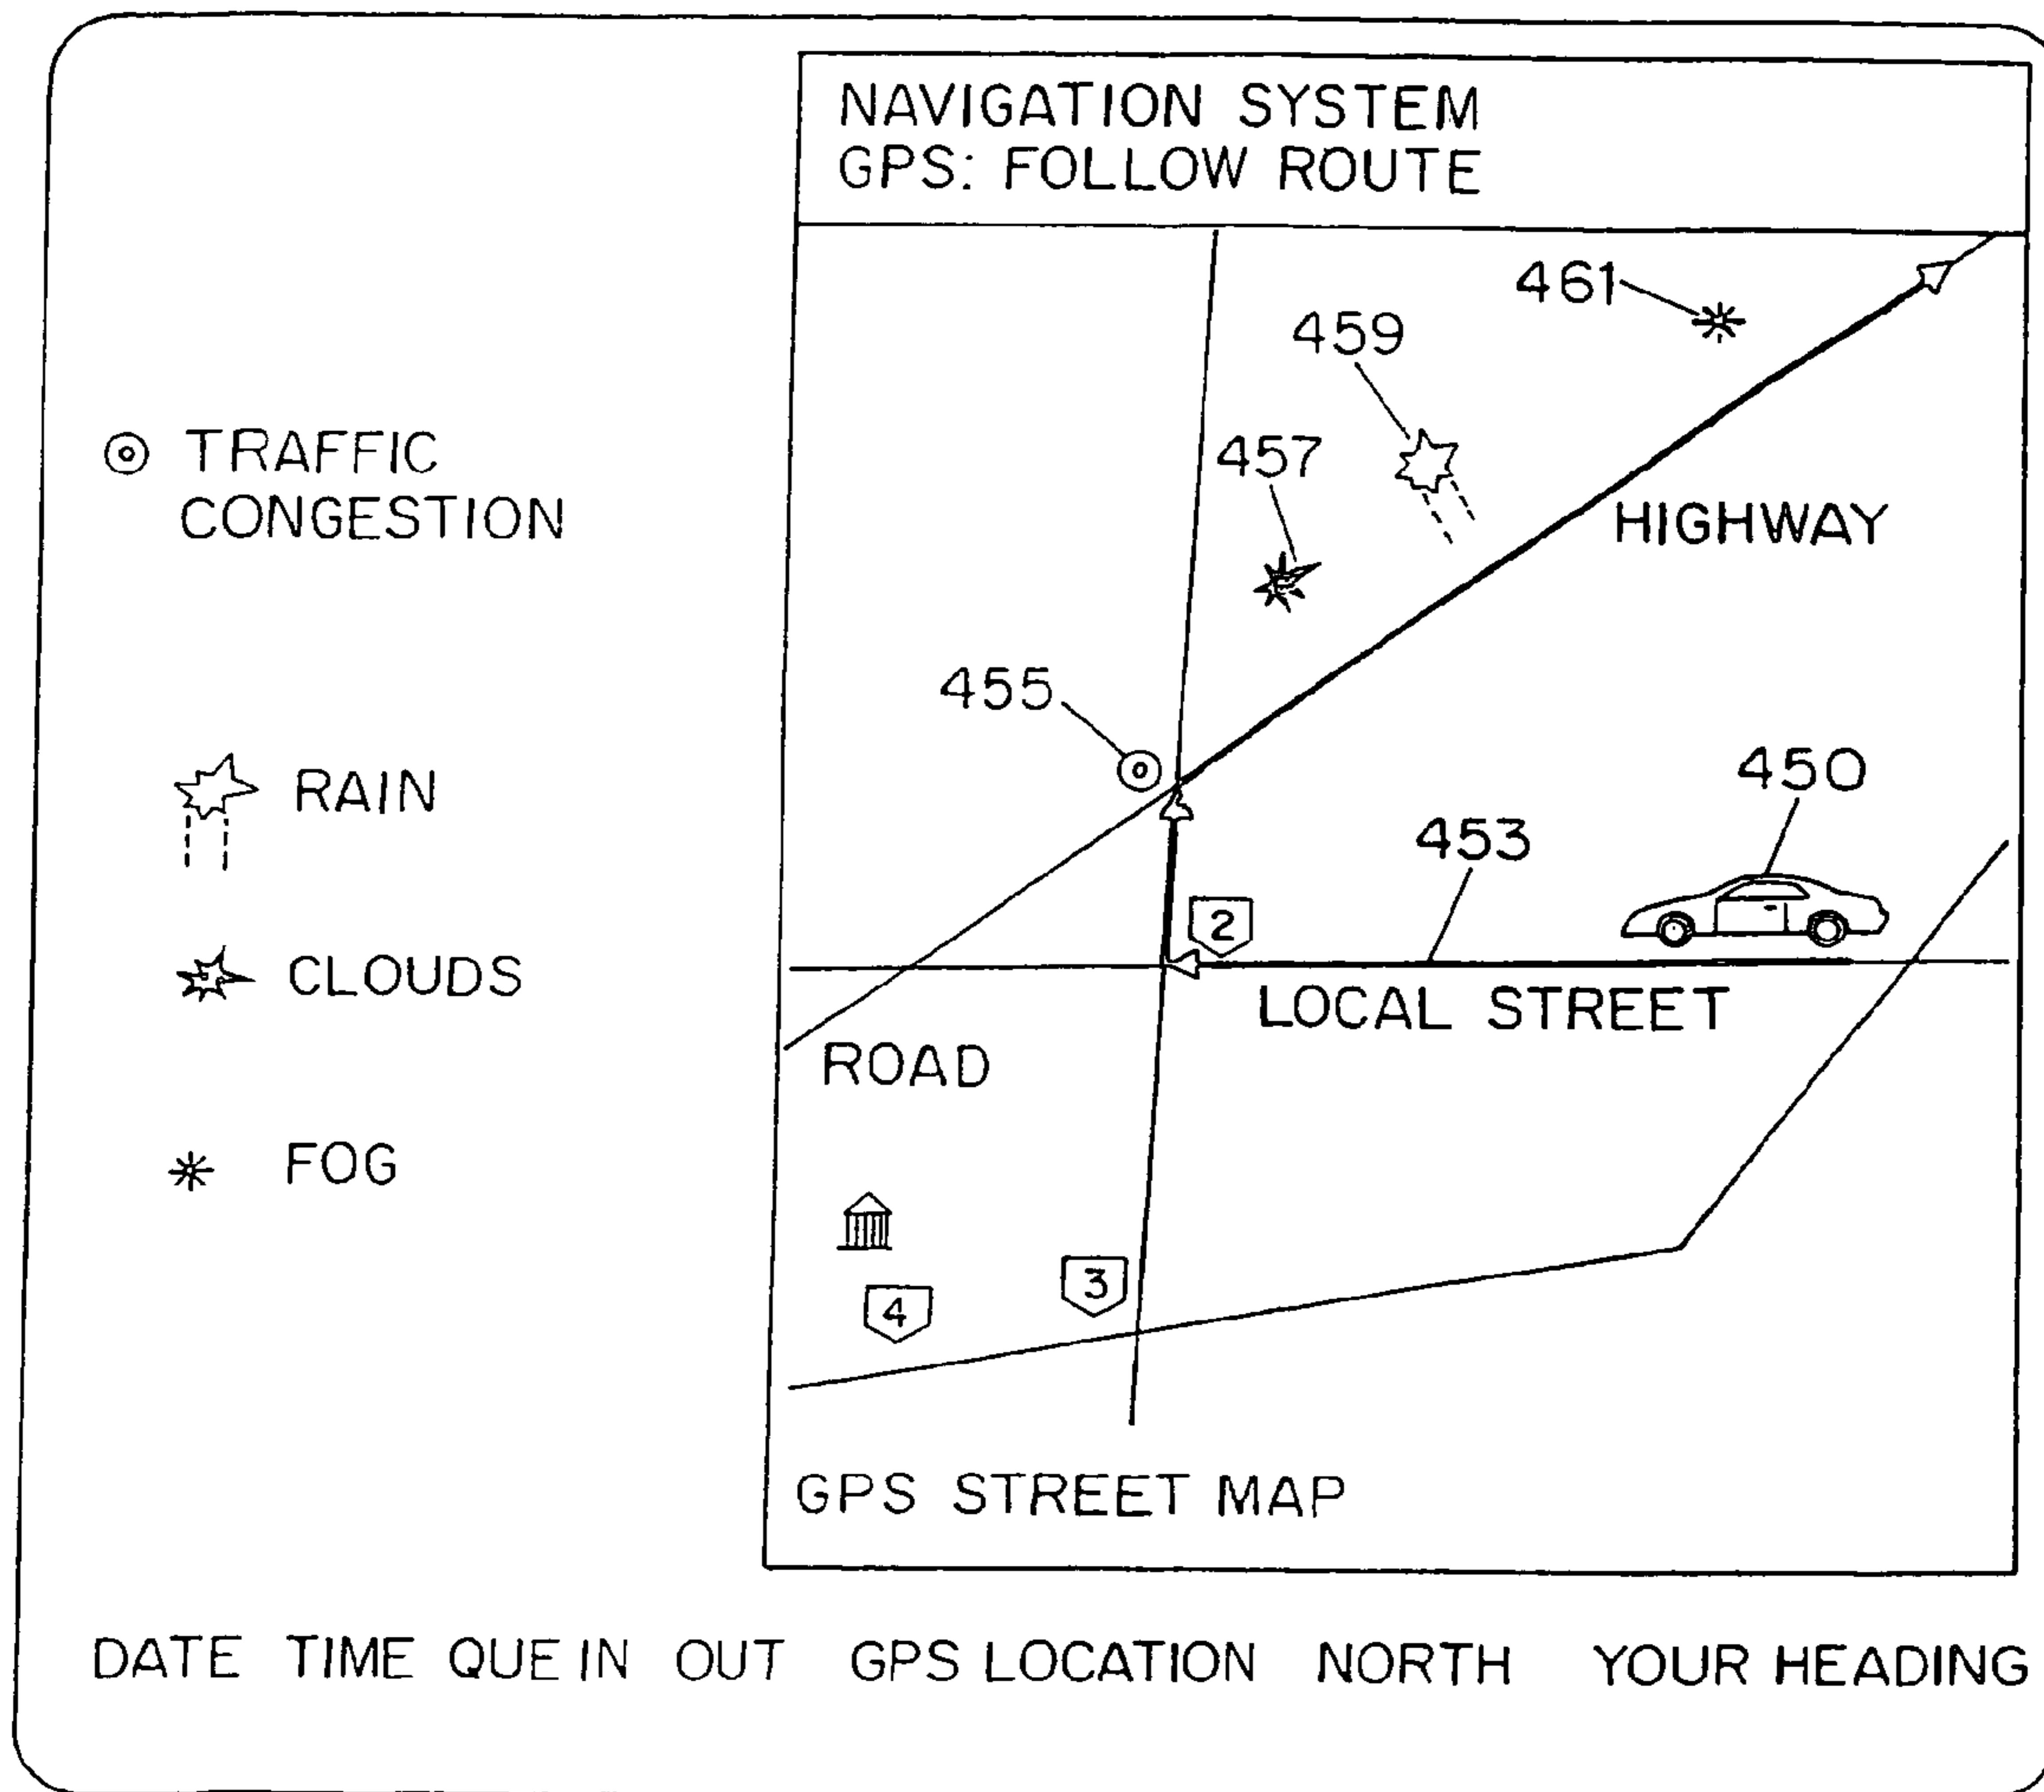 NAVIGATION SYSTEM
GPS: FOLLOW ROUTE
461
459
457
TRAFFIC
CONGESTION
HIGHWAY
455
450
RAIN
453
2
CLOUDS
LOCAL STREET
ROAD
FOG
3
4
GPS STREET MAP
DATE TIME QUE IN OUT GPS LOCATION NORTH YOUR HEADING